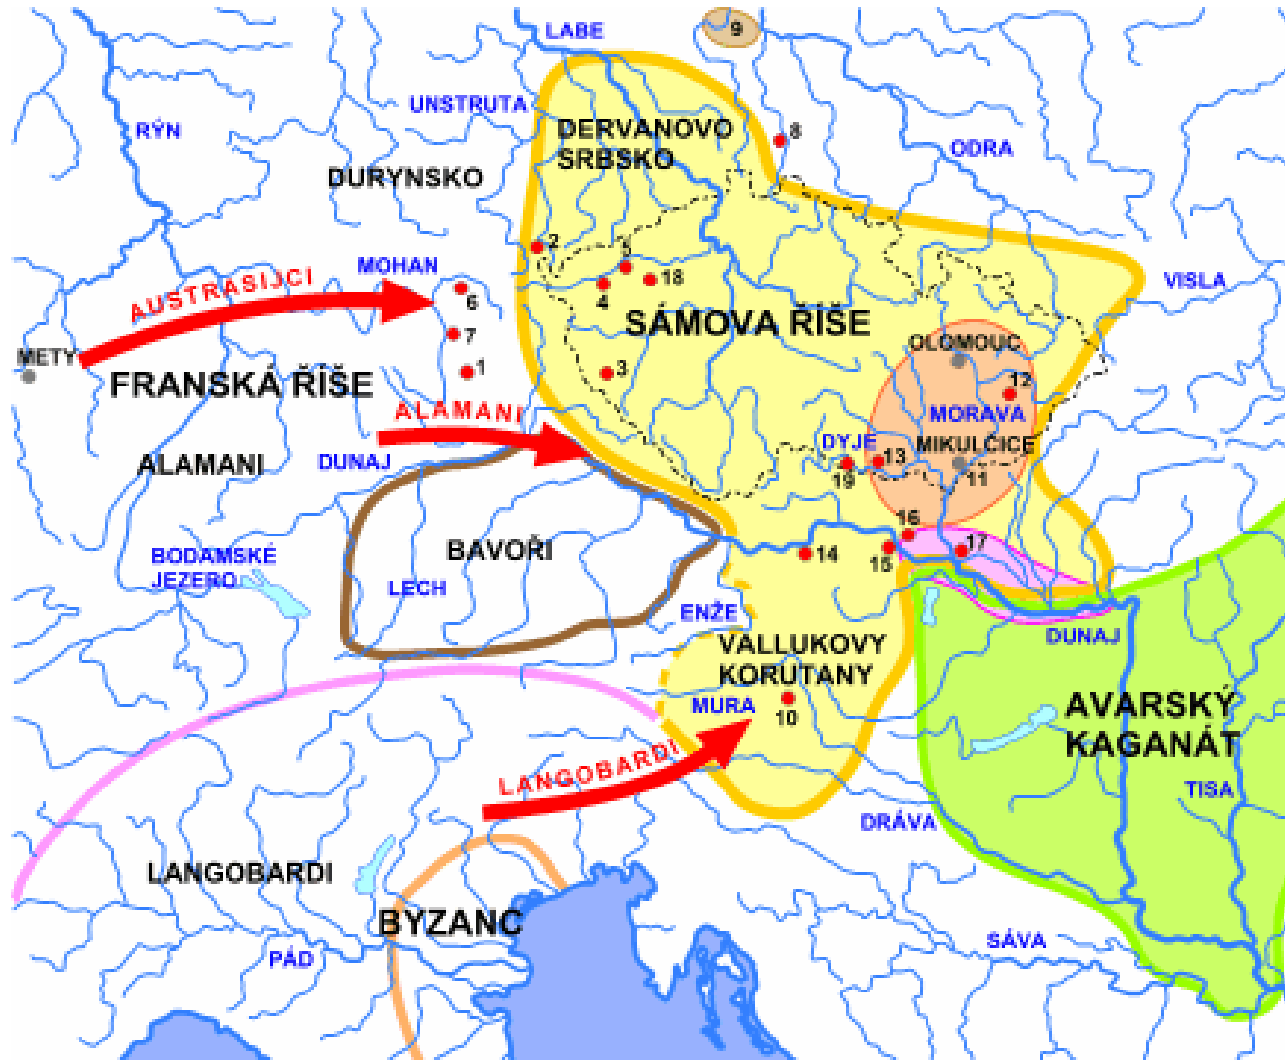 LABE
9
UNSTRUTA
RÝN
DERVANOVO
SRBSKO
8
ODRA
DURYNSKO
2
5
MOHAN
4
18
VISLA
AUSTRASIJCI
6
SÁMOVA ŘÍŠE
7
OLOMOUC
METY
1
3
FRANSKÁ ŘÍŠE
12
ALAMANI
MORAVA
DYJE
MIKULČICE
ALAMANI
DUNAJ
13
19
11
16
BAVOŘI
14
15
17
BODAMSKÉ
JEZERO
LECH
ENŽE
DUNAJ
VALLUKOVY
KORUTANY
MURA
10
AVARSKÝ
KAGANÁT
LANGOBARDI
TISA
DRÁVA
LANGOBARDI
BYZANC
SÁVA
PÁD